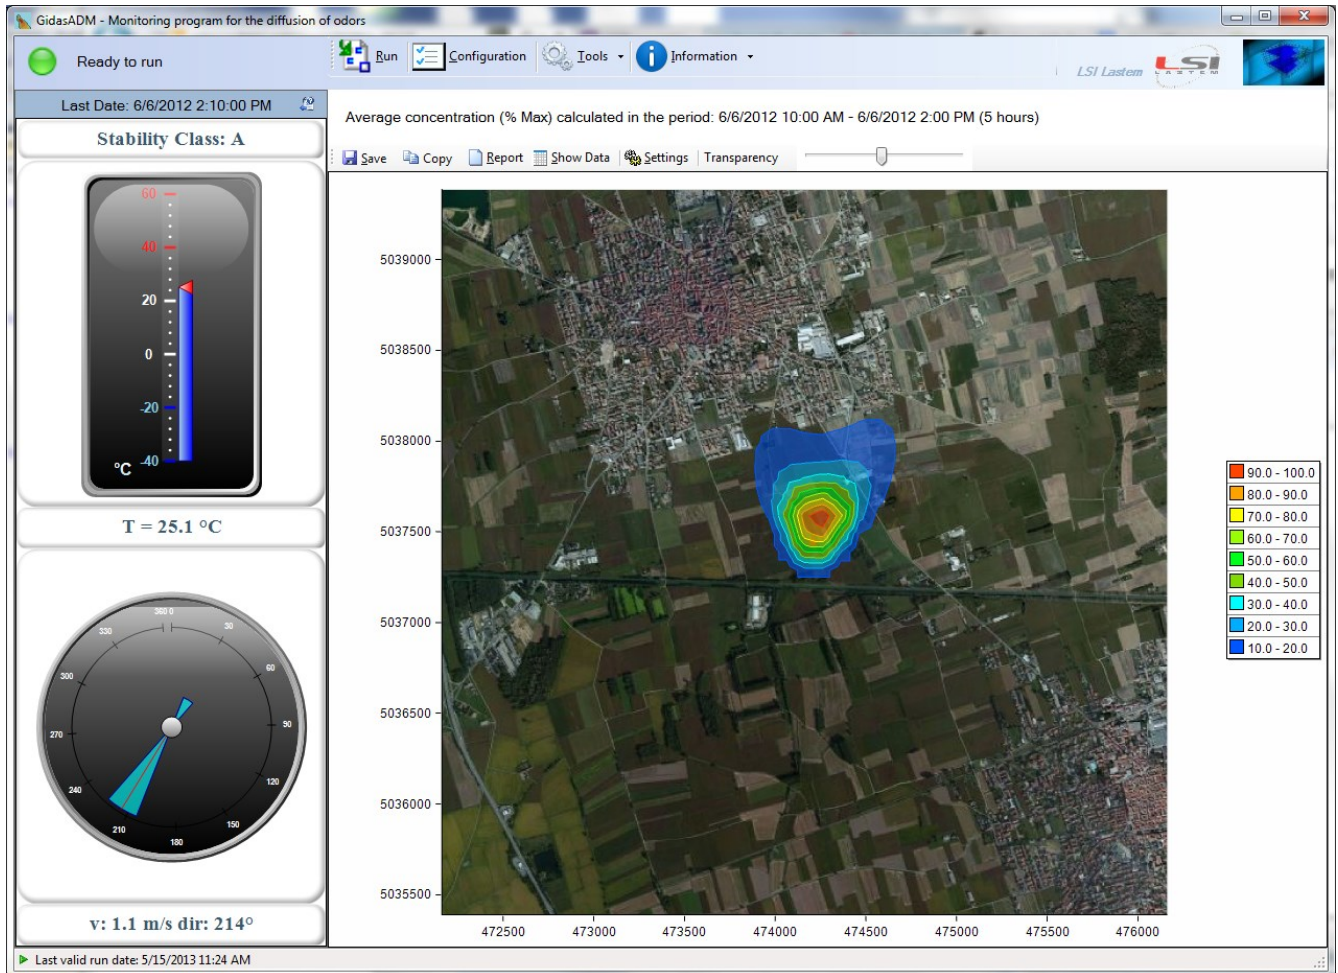 GidasADM - Monitoring program for the diffusion of odors
Ready to run
Run Configuration Tools Information
LSI Lastem
LSI
LASTEM
Last Date: 6/6/2012 2:10:00 PM
Stability Class: A
60
40
20
0
-20
-40
°C
T = 25.1 °C
360 0
30
60
90
120
150
180
210
240
270
300
330
v: 1.1 m/s dir: 214°
Average concentration (% Max) calculated in the period: 6/6/2012 10:00 AM - 6/6/2012 2:00 PM (5 hours)
Save Copy Report Show Data Settings Transparency
5039000
5038500
5038000
5037500
5037000
5036500
5036000
5035500
472500 473000 473500 474000 474500 475000 475500 476000
90.0 - 100.0
80.0 - 90.0
70.0 - 80.0
60.0 - 70.0
50.0 - 60.0
40.0 - 50.0
30.0 - 40.0
20.0 - 30.0
10.0 - 20.0
Last valid run date: 5/15/2013 11:24 AM